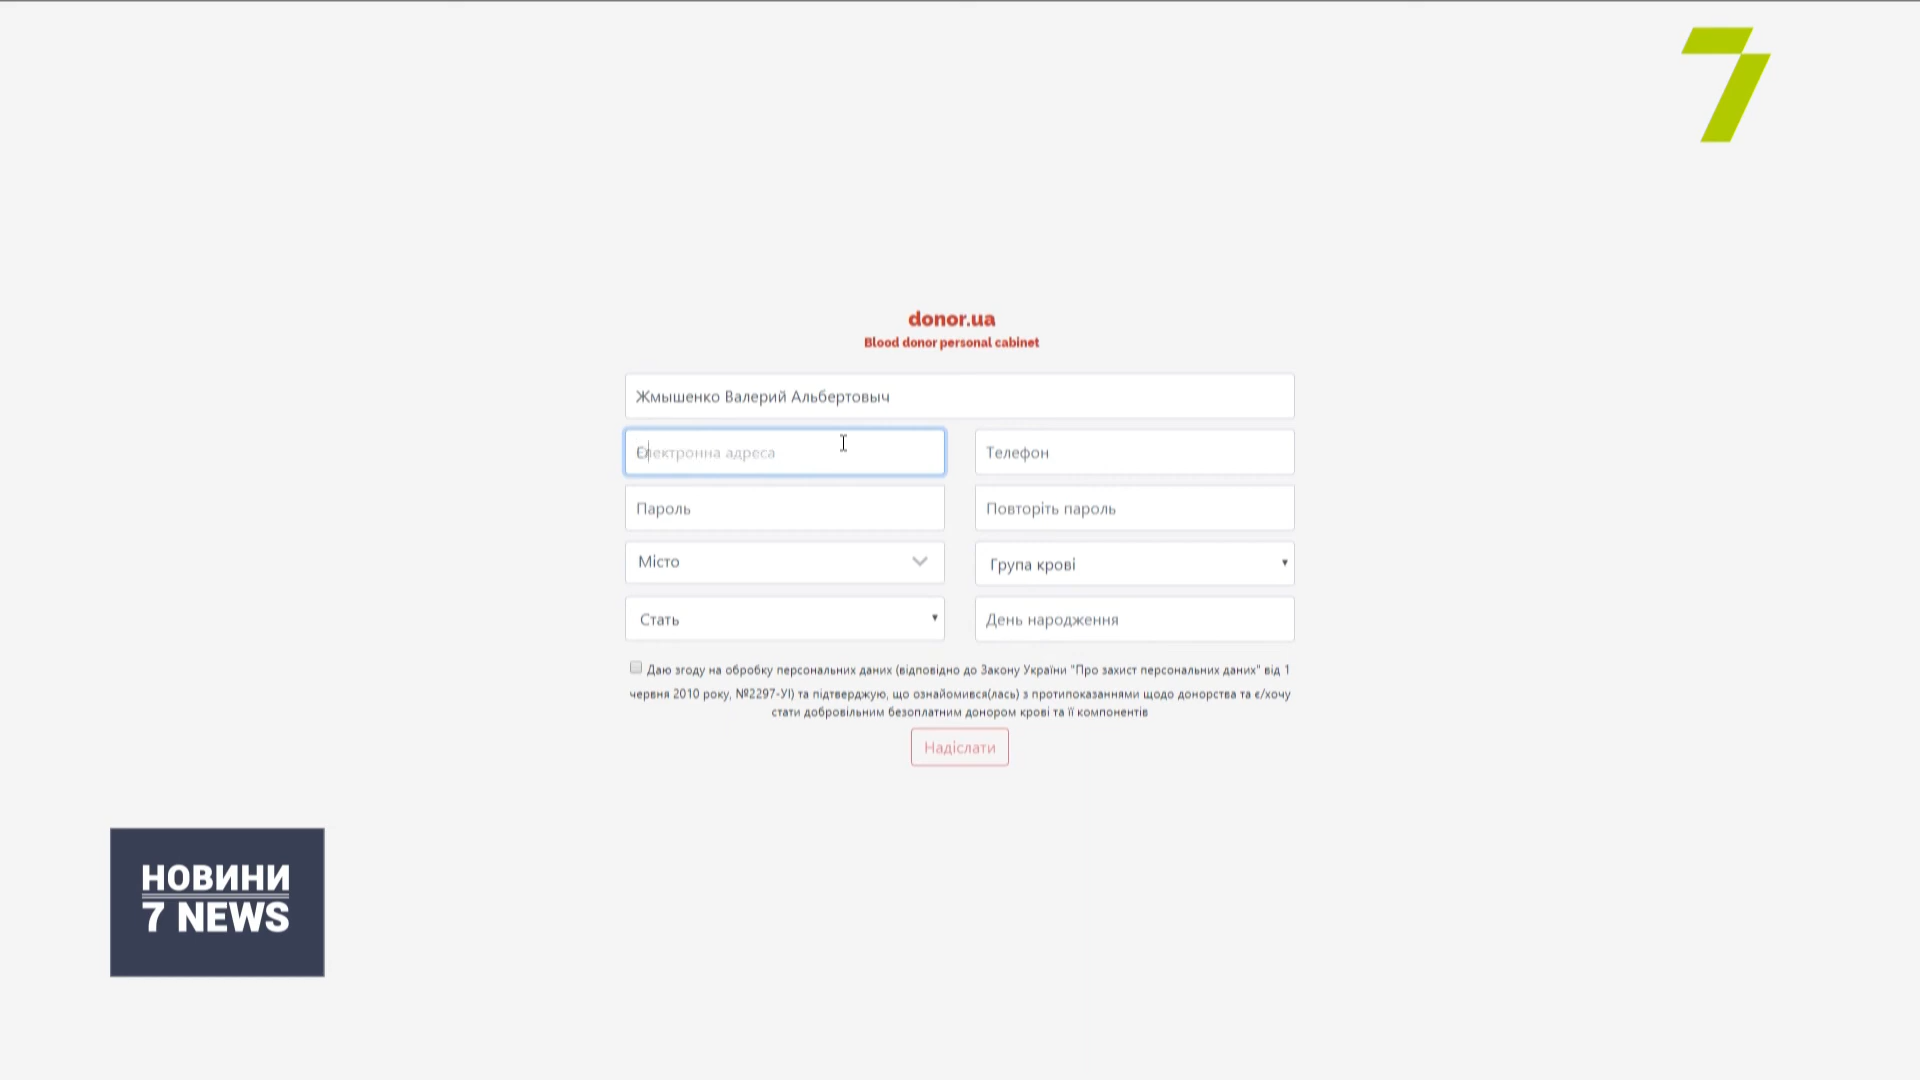 7
donor.ua
Blood donor personal cabinet
Жмышенко Валерий Альбертовыч
Електронна адреса
Телефон
Пароль
Повторіть пароль
Місто
Група крові
Стать
День народження
Даю згоду на обробку персональних даних (відповідно до Закону України "Про захист персональних даних" від 1
червня 2010 року, №2297-УІ) та підтверджую, що ознайомився(лась) з протипоказаннями щодо донорства та є/хочу
стати добровільним безоплатним донором крові та її компонентів
Надіслати
НОВИНИ
7 NEWS